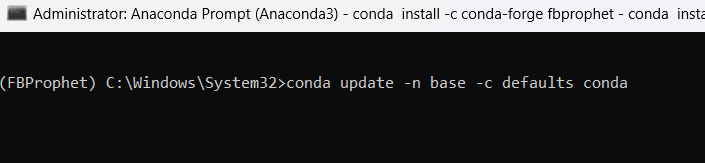 Administrator: Anaconda Prompt (Anaconda3) - conda  install -c conda-forge fbprophet - conda  insta
(FBProphet) C:\Windows\System32>conda update -n base -c defaults conda